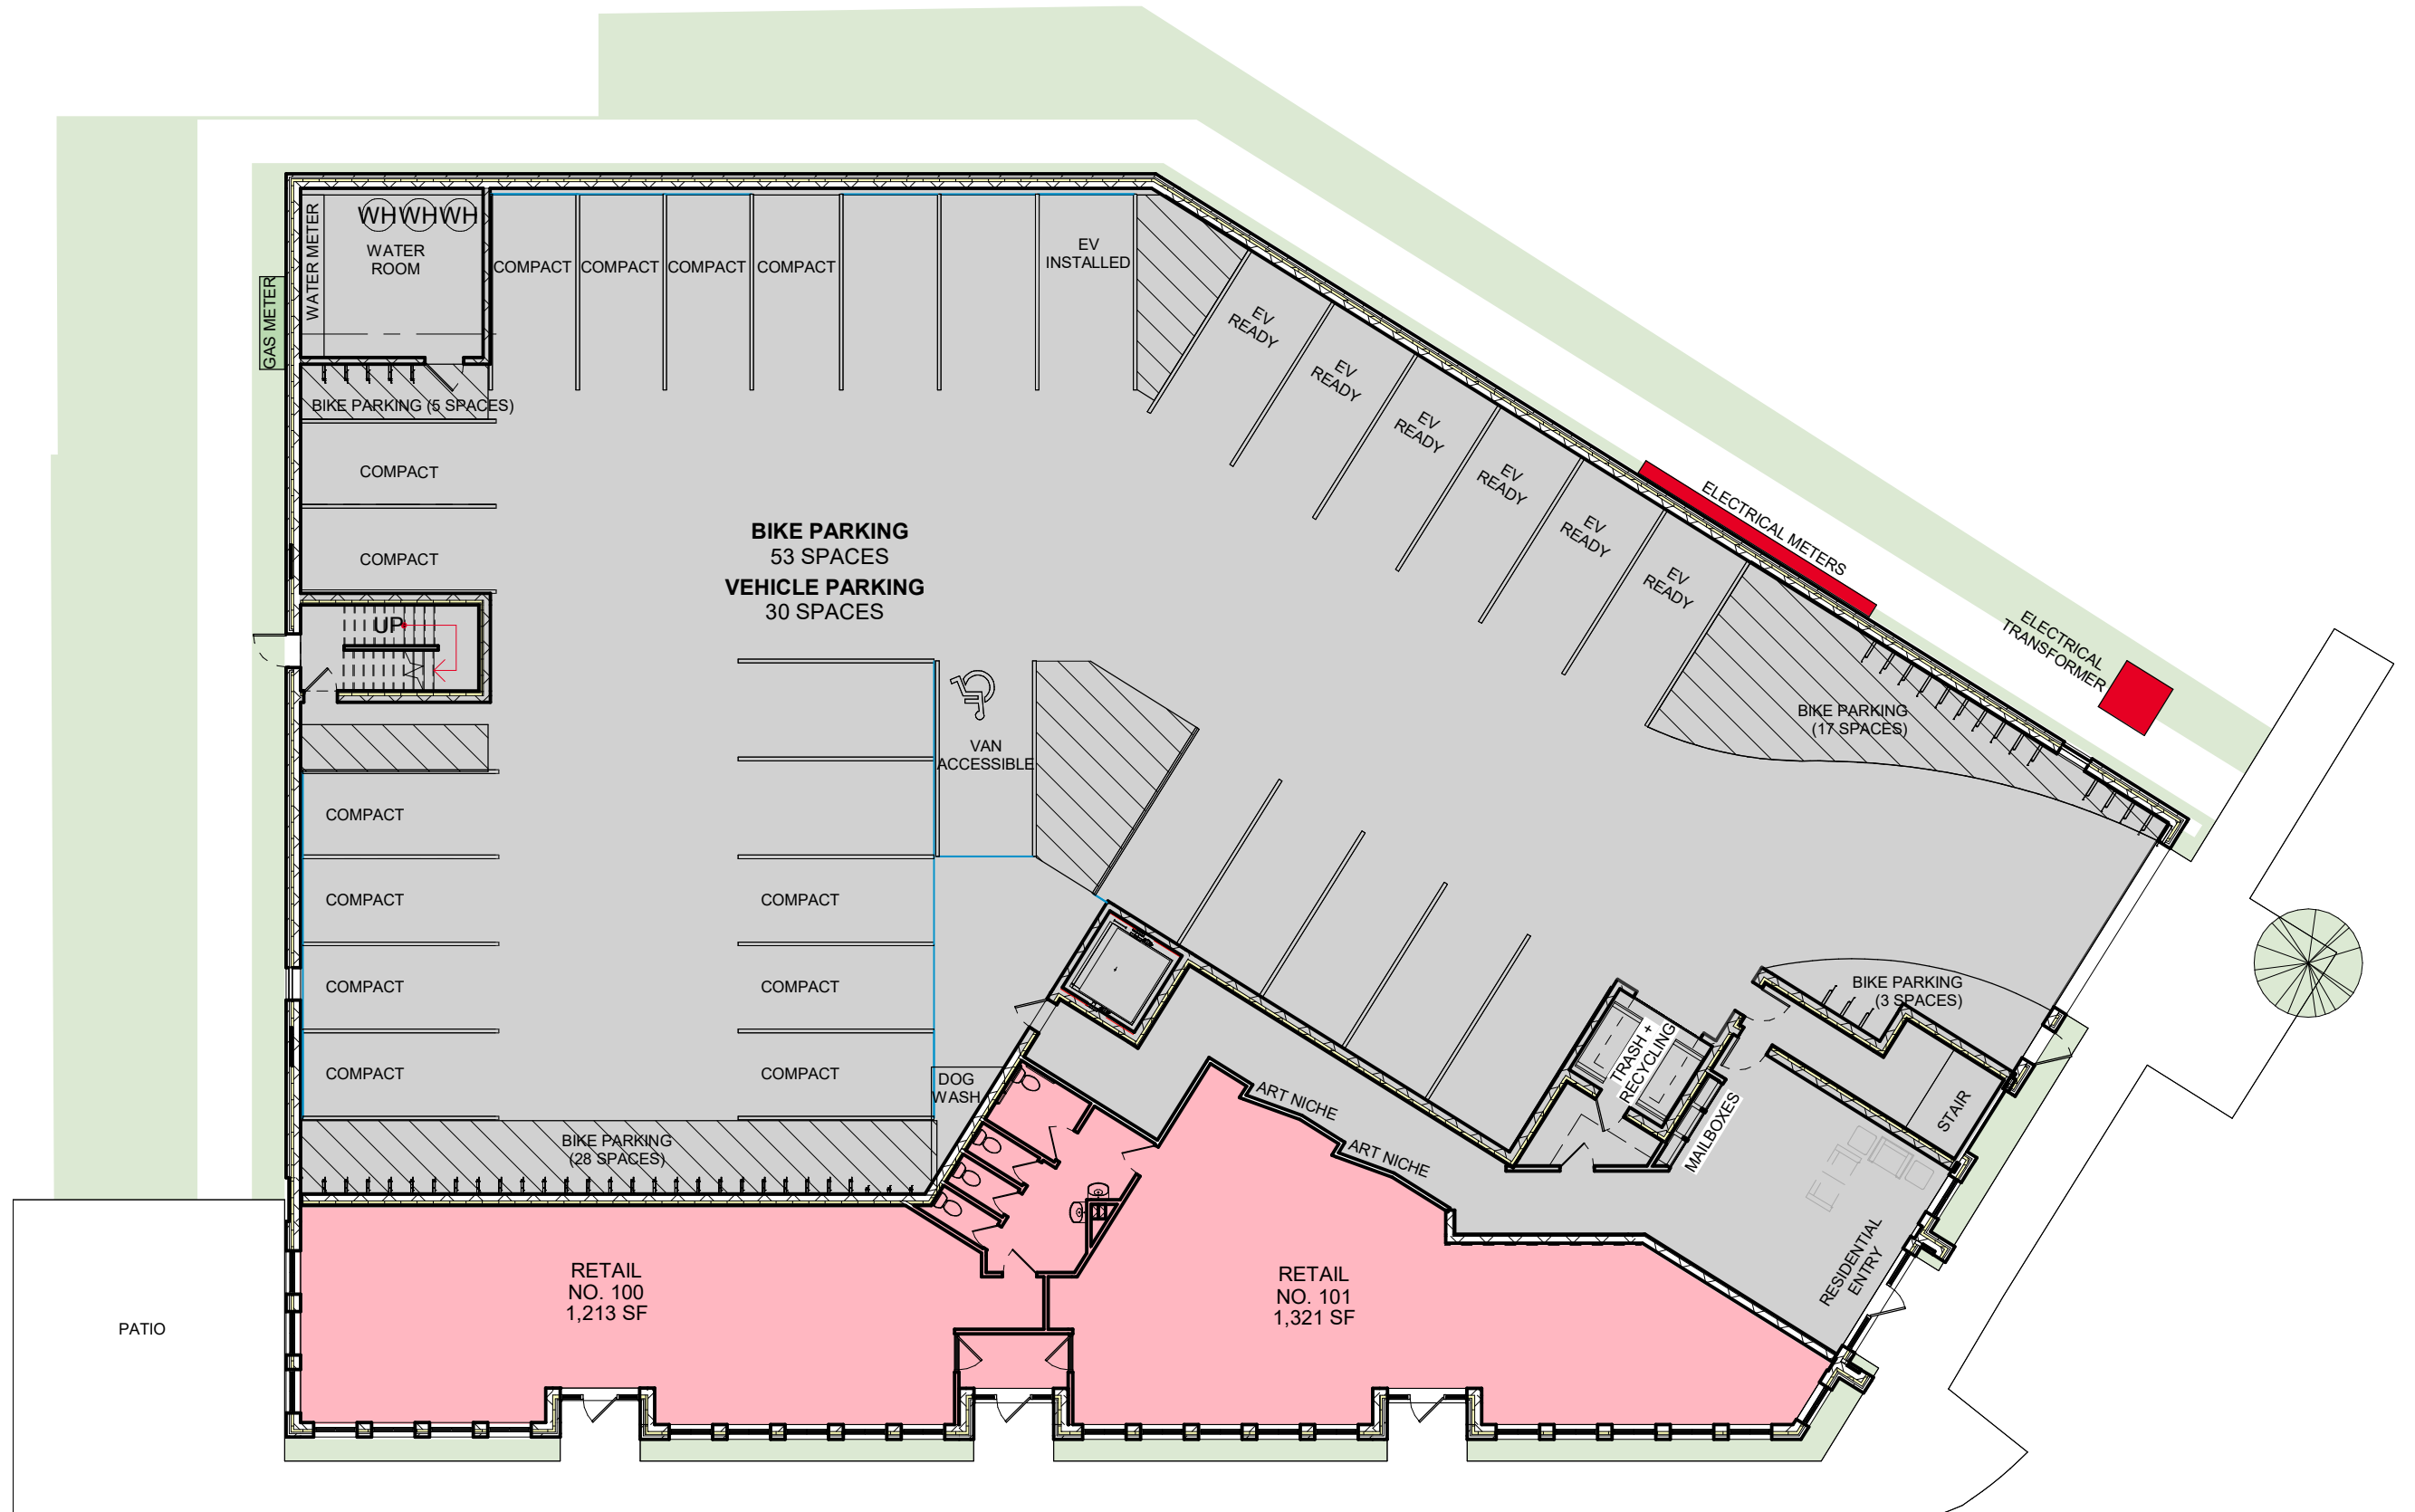 WH WH WH
WATER METER
WATER
ROOM
GAS METER
COMPACT
COMPACT
COMPACT
COMPACT
EV
INSTALLED
EV
READY
EV
READY
EV
READY
EV
READY
EV
READY
EV
READY
BIKE PARKING (5 SPACES)
COMPACT
COMPACT
BIKE PARKING
53 SPACES
VEHICLE PARKING
30 SPACES
ELECTRICAL METERS
ELECTRICAL
TRANSFORMER
UP
VAN
ACCESSIBLE
BIKE PARKING
(17 SPACES)
COMPACT
COMPACT
COMPACT
COMPACT
COMPACT
COMPACT
COMPACT
BIKE PARKING
(3 SPACES)
DOG
WASH
TRASH +
RECYCLING
MAILBOXES
STAIR
ART NICHE
ART NICHE
BIKE PARKING
(28 SPACES)
RESIDENTIAL
ENTRY
RETAIL
NO. 100
1,213 SF
RETAIL
NO. 101
1,321 SF
PATIO